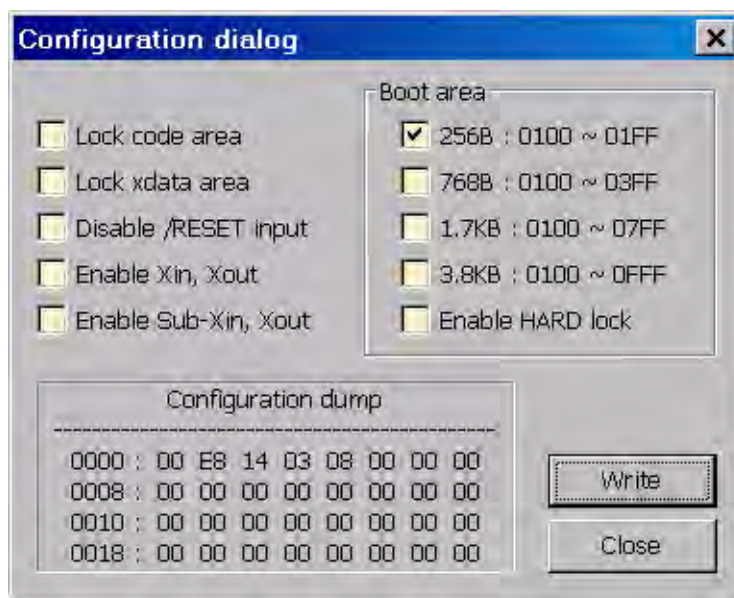 Configuration dialog
Lock code area
Lock xdata area
Disable /RESET input
Enable Xin, Xout
Enable Sub-Xin, Xout
Boot area
256B : 0100 ~ 01FF
768B : 0100 ~ 03FF
1.7KB : 0100 ~ 07FF
3.8KB : 0100 ~ 0FFF
Enable HARD lock
Configuration dump
--------------------------------------------------
0000 : 00 E8 14 03 08 00 00 00
0008 : 00 00 00 00 00 00 00 00
0010 : 00 00 00 00 00 00 00 00
0018 : 00 00 00 00 00 00 00 00
Write
Close